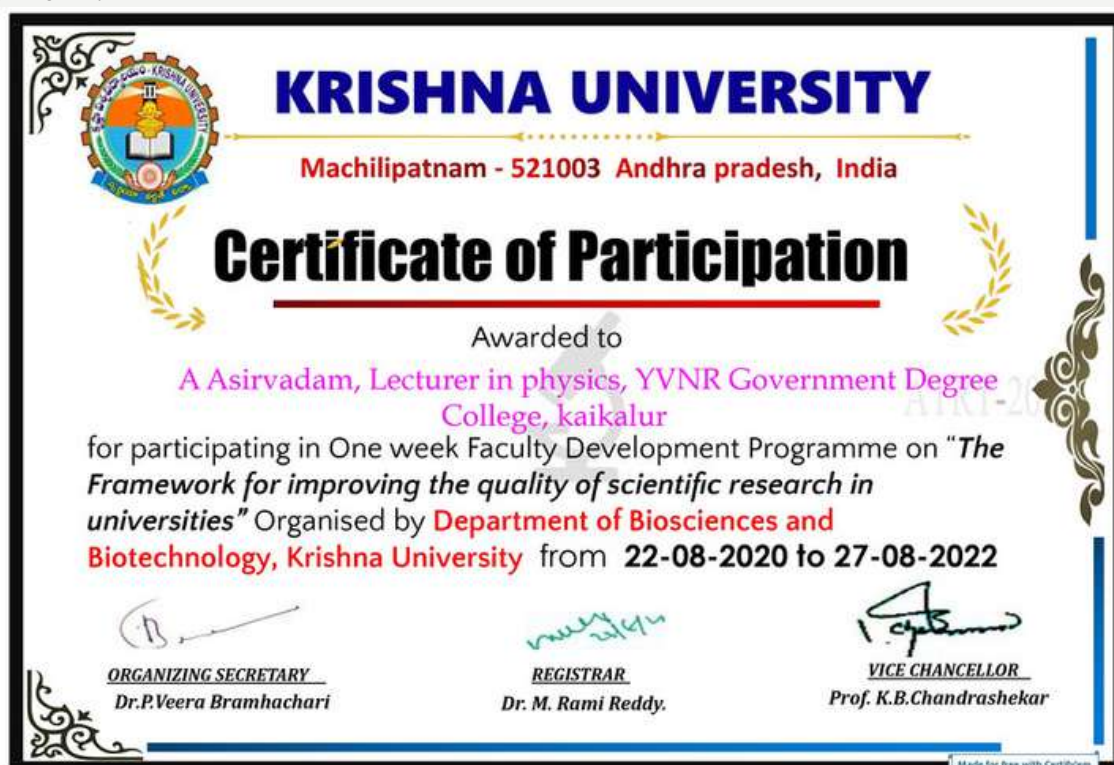 KRISHNA UNIVERSITY
Machilipatnam - 521003 Andhra pradesh, India
Certificate of Participation
Awarded to
A Asirvadam, Lecturer in physics, YVNR Government Degree
College, kaikalur
for participating in One week Faculty Development Programme on "The
Framework for improving the quality of scientific research in
universities" Organised by Department of Biosciences and
Biotechnology, Krishna University from 22-08-2020 to 27-08-2022
ORGANIZING SECRETARY
Dr.P.Veera Bramhachari
REGISTRAR
Dr. M. Rami Reddy.
VICE CHANCELLOR
Prof. K.B.Chandrashekar